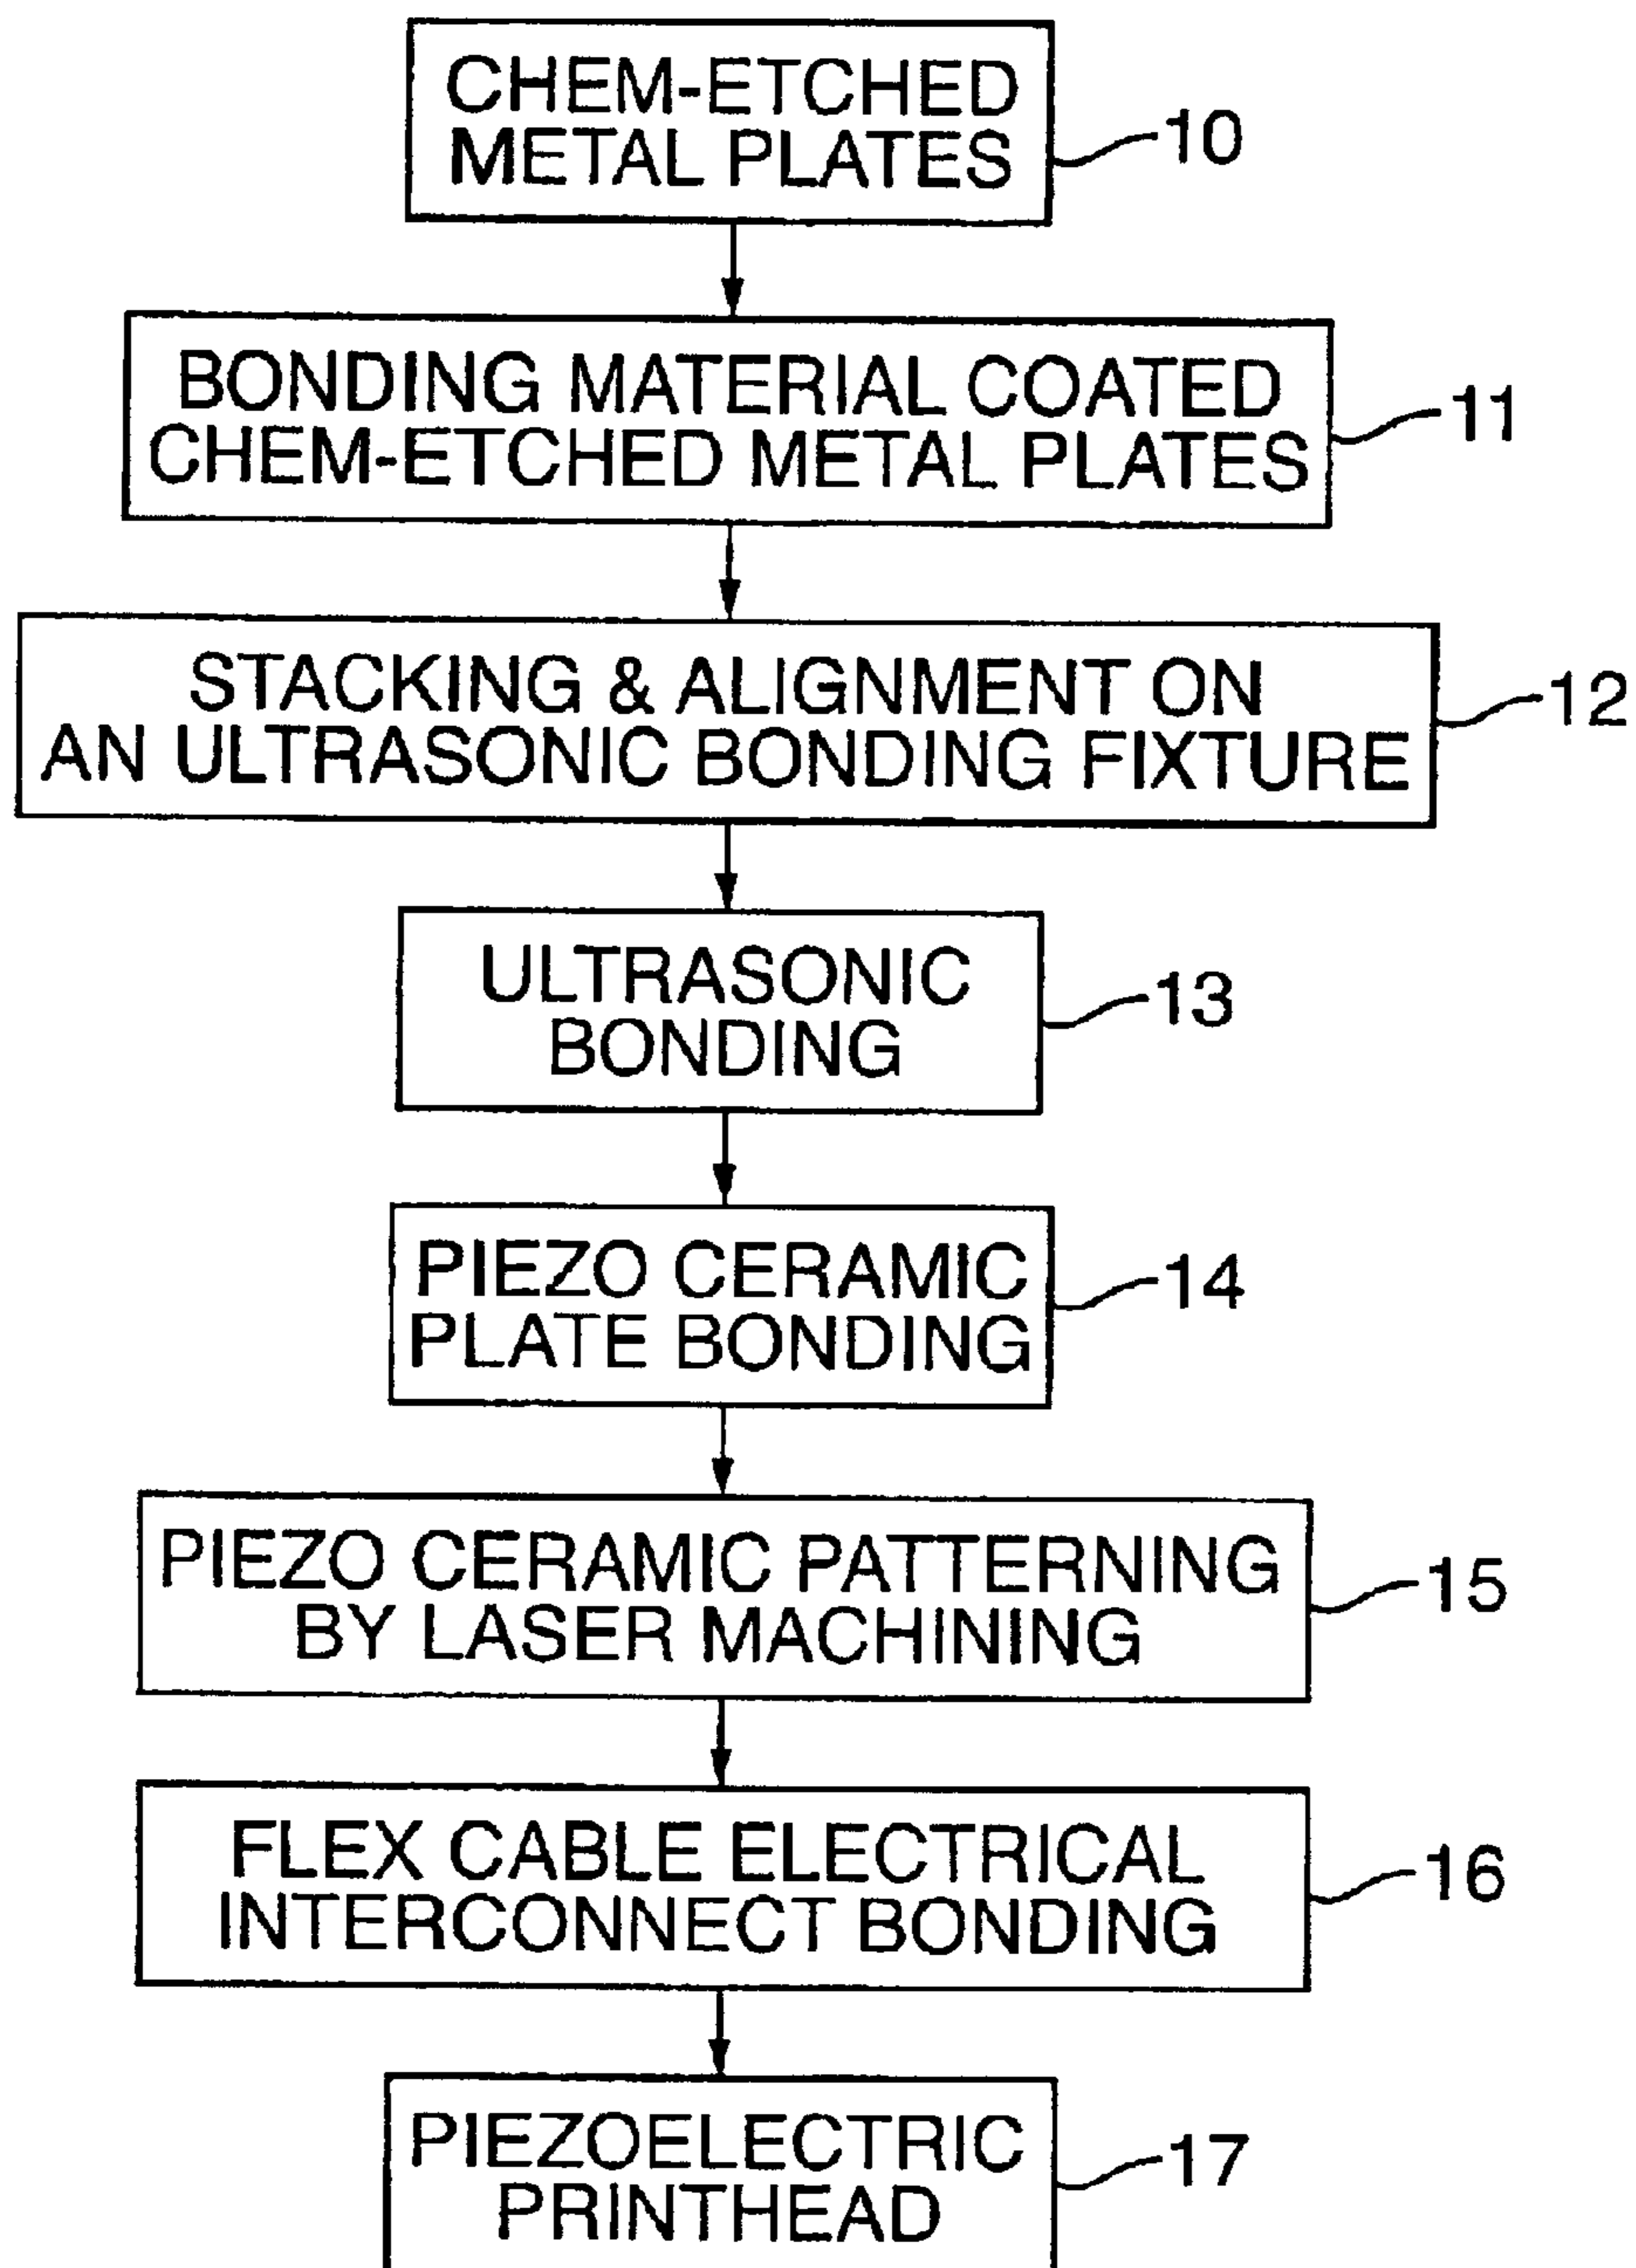 CHEM-ETCHED
METAL PLATES
10
BONDING MATERIAL COATED
CHEM-ETCHED METAL PLATES
11
STACKING & ALIGNMENT ON
AN ULTRASONIC BONDING FIXTURE
12
ULTRASONIC
BONDING
13
PIEZO CERAMIC
PLATE BONDING
14
PIEZO CERAMIC PATTERNING
BY LASER MACHINING
15
FLEX CABLE ELECTRICAL
INTERCONNECT BONDING
16
PIEZOELECTRIC
PRINTHEAD
17